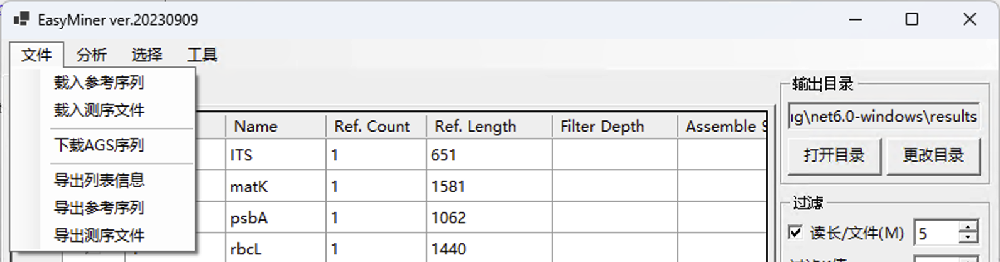 EasyMiner ver.20230909
文件 分析 选择 工具
载入参考序列
载入测序文件
下载AGS序列
导出列表信息
导出参考序列
导出测序文件
Name Ref. Count Ref. Length Filter Depth Assemble
ITS 1 651
matK 1 1581
psbA 1 1062
rbcL 1 1440
输出目录
ıg\net6.0-windows\results
打开目录 更改目录
过滤
读长/文件(M) 5